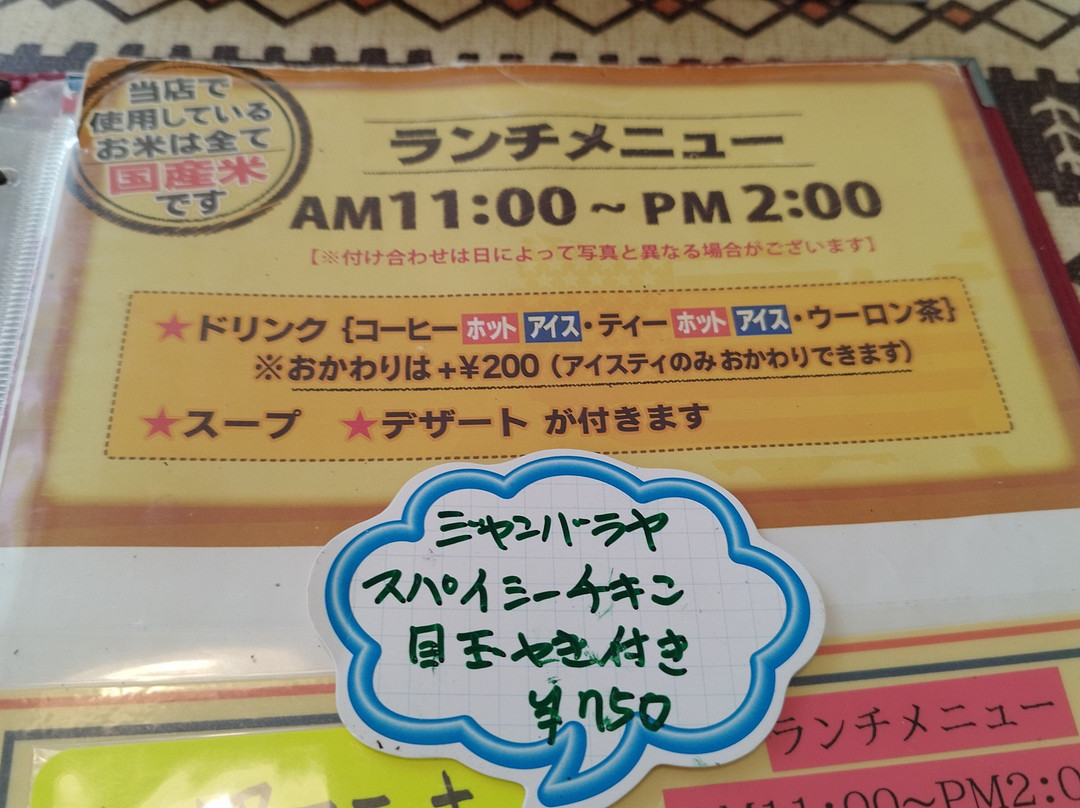 当店で
使用している
お米は全て
国産米
です
ランチメニュー
AM11:00～PM2:00
【※付け合わせは日によって写真と異なる場合がございます】
★ドリンク {コーヒー ホット アイス・ティー ホット アイス・ウーロン茶}
※おかわりは+¥200（アイスティのみおかわりできます）
★スープ ★デザート が付きます
ジャンバラヤ
スパイシーチキン
目玉やき付き
¥750
ランチメニュー
11:00～PM2:0